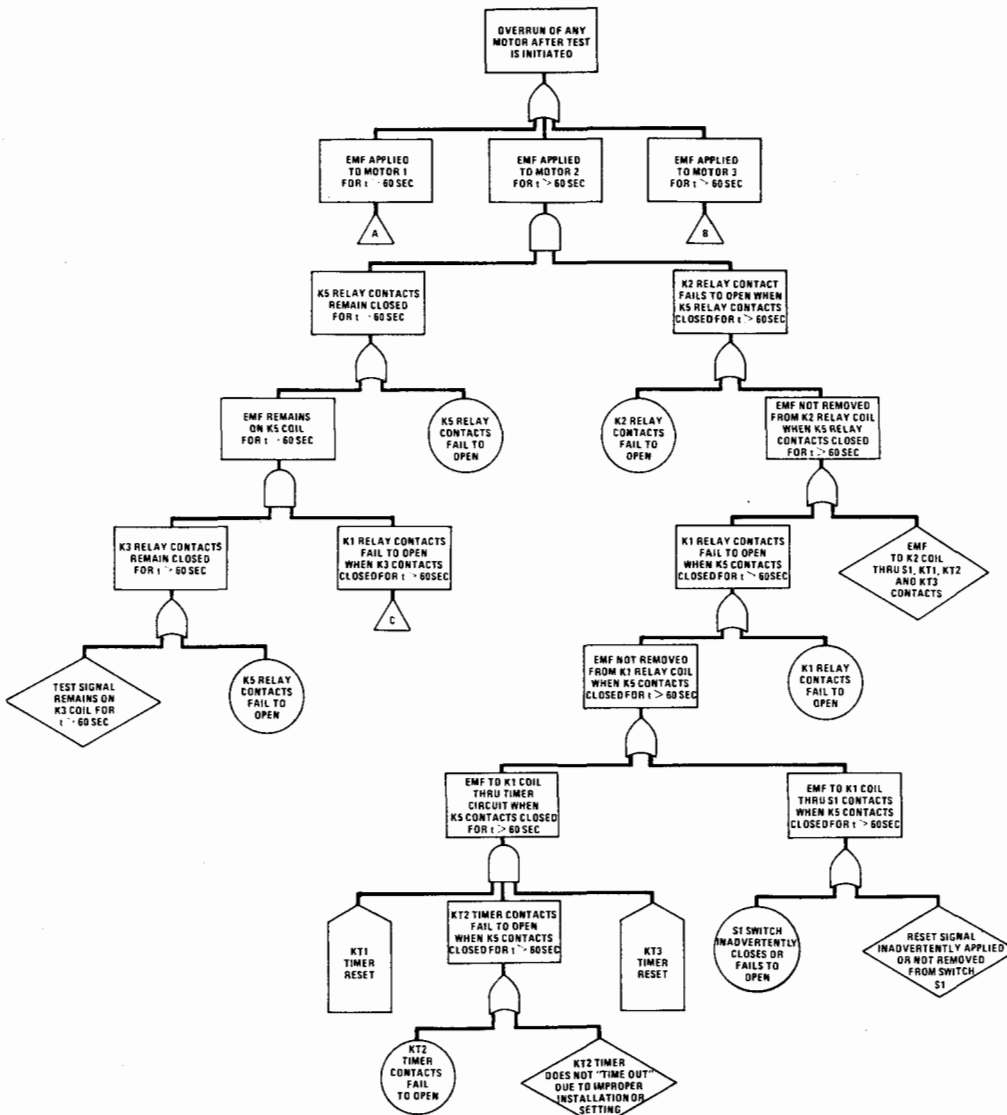 OVERRUN OF ANY
MOTOR AFTER TEST
IS INITIATED
EMF APPLIED
TO MOTOR 1
FOR t > 60 SEC
EMF APPLIED
TO MOTOR 2
FOR t > 60 SEC
EMF APPLIED
TO MOTOR 3
FOR t > 60 SEC
A
B
K5 RELAY CONTACTS
REMAIN CLOSED
FOR t > 60 SEC
K2 RELAY CONTACT
FAILS TO OPEN WHEN
K5 RELAY CONTACTS
CLOSED FOR t > 60 SEC
EMF REMAINS
ON K5 COIL
FOR t > 60 SEC
K5 RELAY
CONTACTS
FAIL TO
OPEN
K2 RELAY
CONTACTS
FAIL TO
OPEN
EMF NOT REMOVED
FROM K2 RELAY COIL
WHEN K5 RELAY
CONTACTS CLOSED
FOR t > 60 SEC
K3 RELAY CONTACTS
REMAIN CLOSED
FOR t > 60 SEC
K1 RELAY CONTACTS
FAIL TO OPEN
WHEN K3 CONTACTS
CLOSED FOR t > 60 SEC
K1 RELAY CONTACTS
FAIL TO OPEN
WHEN K5 CONTACTS
CLOSED FOR t > 60 SEC
EMF
TO K2 COIL
THRU S1, KT1, KT2
AND KT3
CONTACTS
C
TEST SIGNAL
REMAINS ON
K3 COIL FOR
t > 60 SEC
K5 RELAY
CONTACTS
FAIL TO
OPEN
EMF NOT REMOVED
FROM K1 RELAY COIL
WHEN K5 CONTACTS
CLOSED FOR t > 60 SEC
K1 RELAY
CONTACTS
FAIL TO
OPEN
EMF TO K1 COIL
THRU TIMER
CIRCUIT WHEN
K5 CONTACTS CLOSED
FOR t > 60 SEC
EMF TO K1 COIL
THRU S1 CONTACTS
WHEN K5 CONTACTS
CLOSED FOR t > 60 SEC
KT1
TIMER
RESET
KT2 TIMER CONTACTS
FAIL TO OPEN
WHEN K5 CONTACTS
CLOSED FOR t > 60 SEC
KT3
TIMER
RESET
S1 SWITCH
INADVERTENTLY
CLOSES OR
FAILS TO
OPEN
RESET SIGNAL
INADVERTENTLY APPLIED
OR NOT REMOVED
FROM SWITCH
S1
KT2
TIMER
CONTACTS
FAIL
TO OPEN
KT2 TIMER
DOES NOT "TIME OUT"
DUE TO IMPROPER
INSTALLATION OR
SETTING